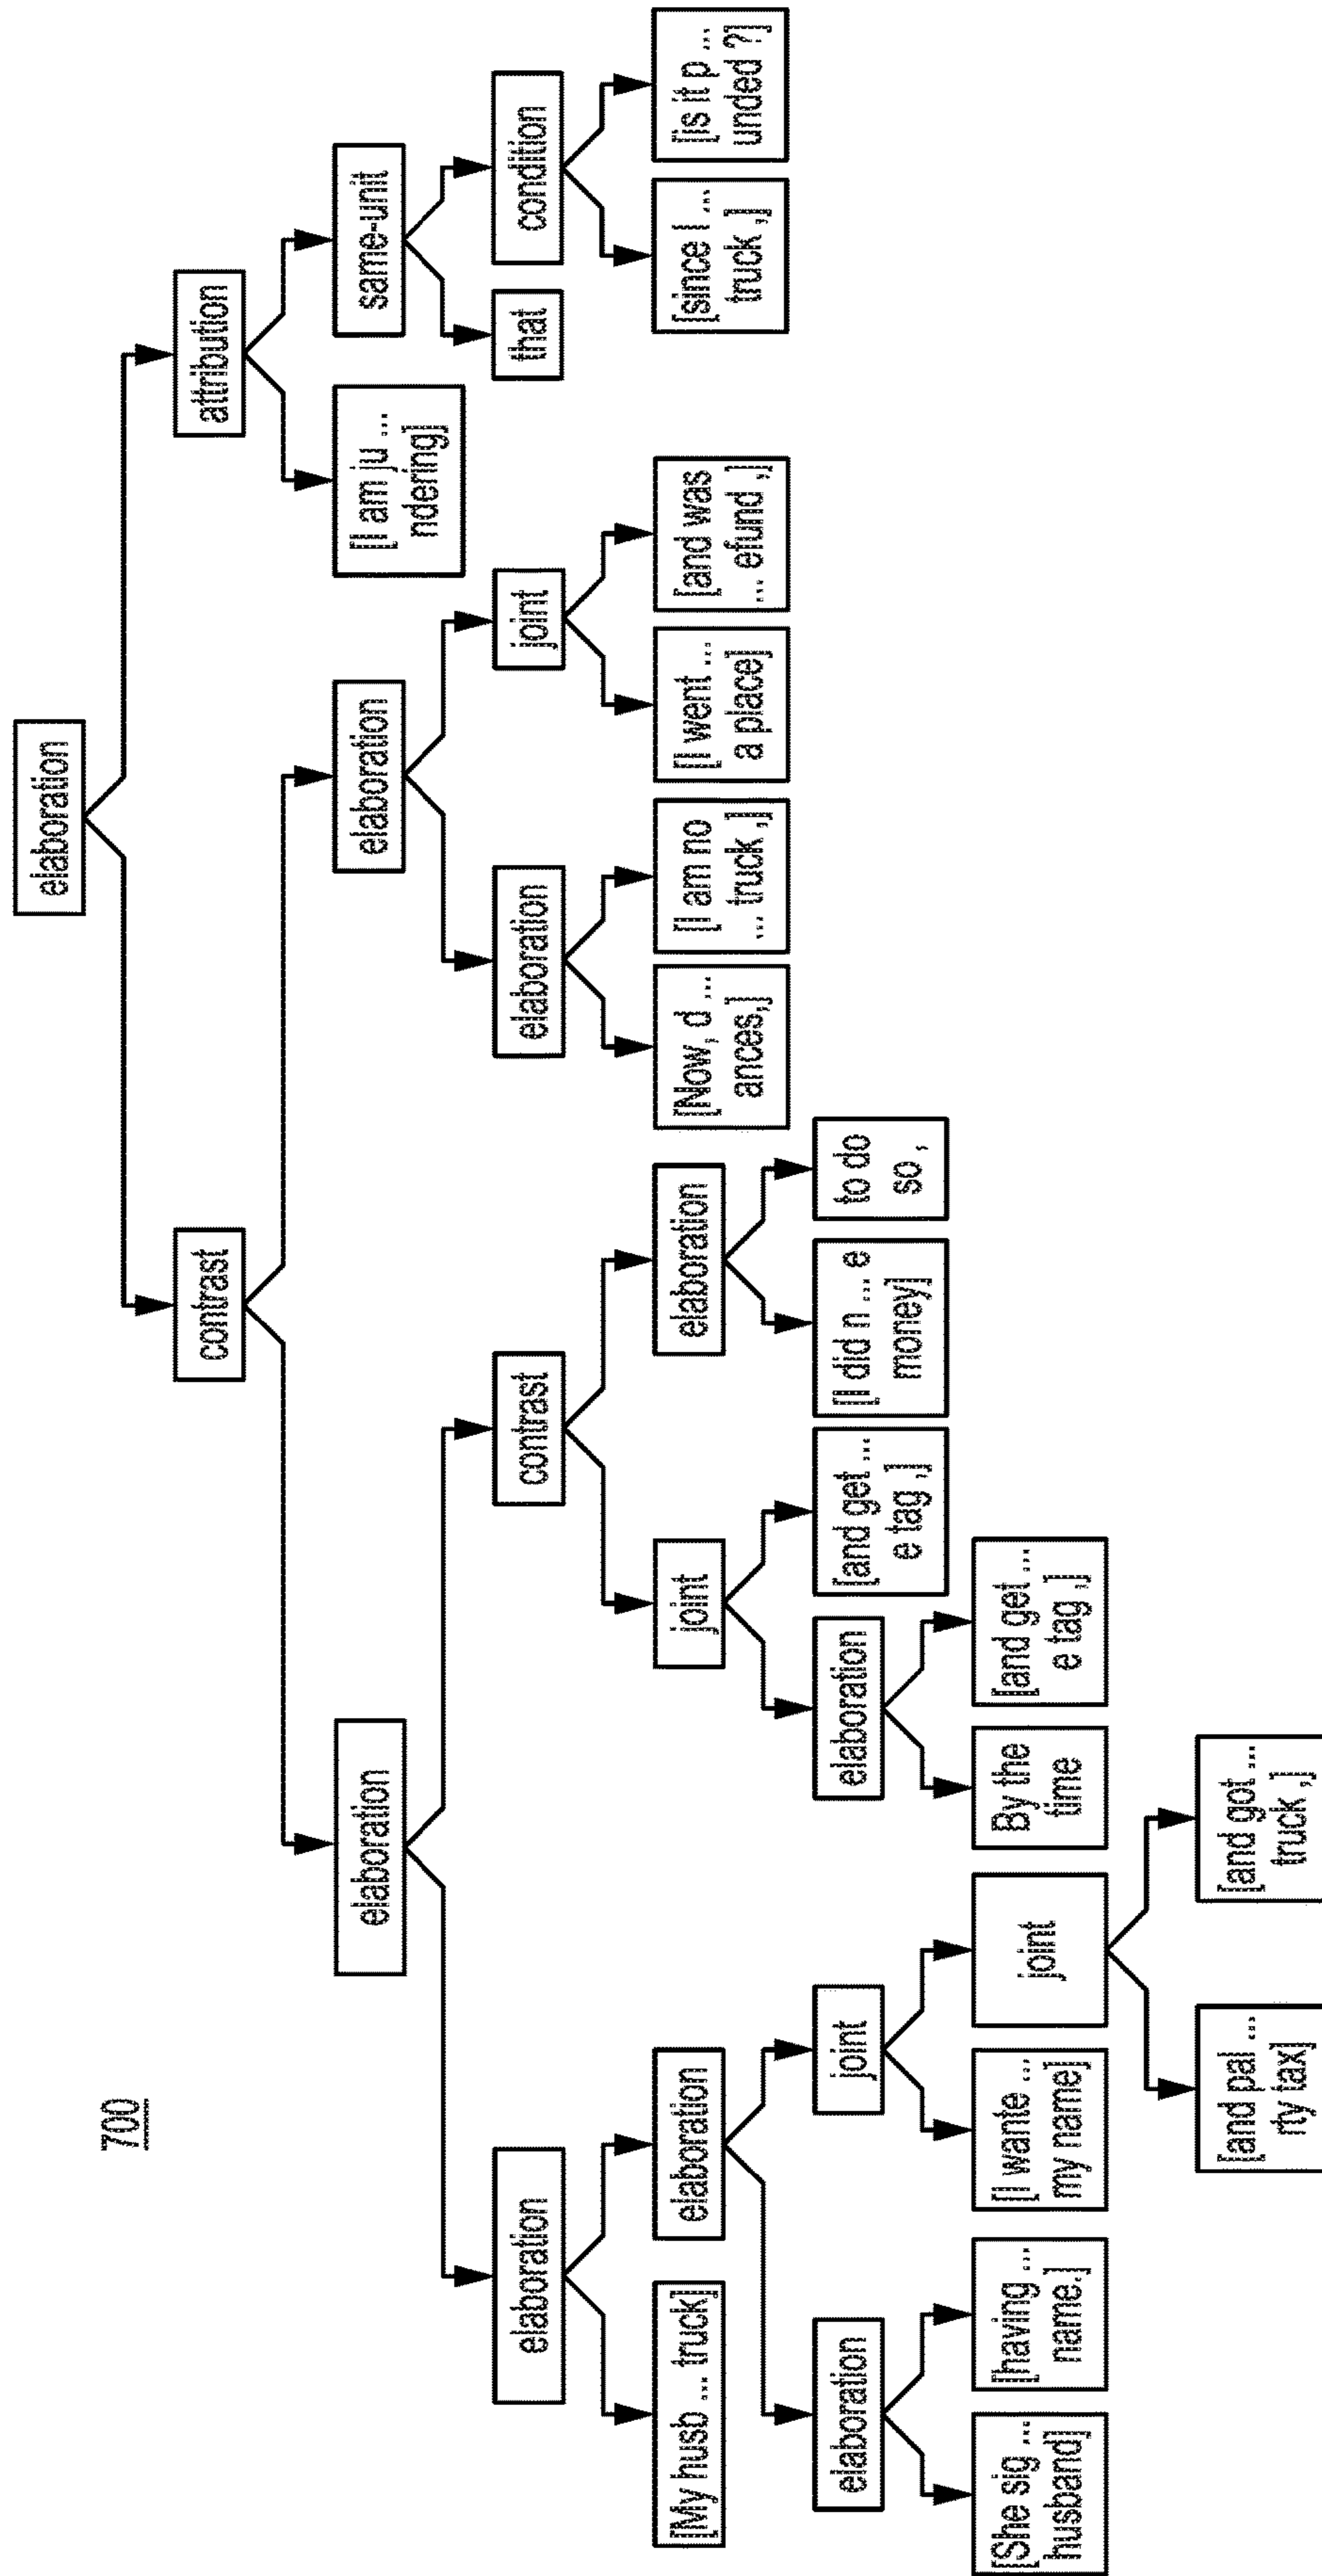 700
elaboration
contrast
attribution
elaboration
elaboration
[I am ju ...
ndering]
same-unit
elaboration
contrast
elaboration
joint
that
condition
[My husb ... truck]
elaboration
joint
elaboration
[Now, d ...
ances,]
[I am no
... truck ,]
[I went ...
a place]
[and was
... efund ,]
[since I ...
truck ,]
[is it p ...
unded ?]
elaboration
joint
elaboration
[and get ...
e tag ,]
[I did n ... e
money]
to do
so ,
[She sig ...
husband]
[having ...
name.]
[I wante ...
my name]
joint
By the
time
[and get ...
e tag ,]
[and pal ...
rty tax]
[and got ...
truck ,]